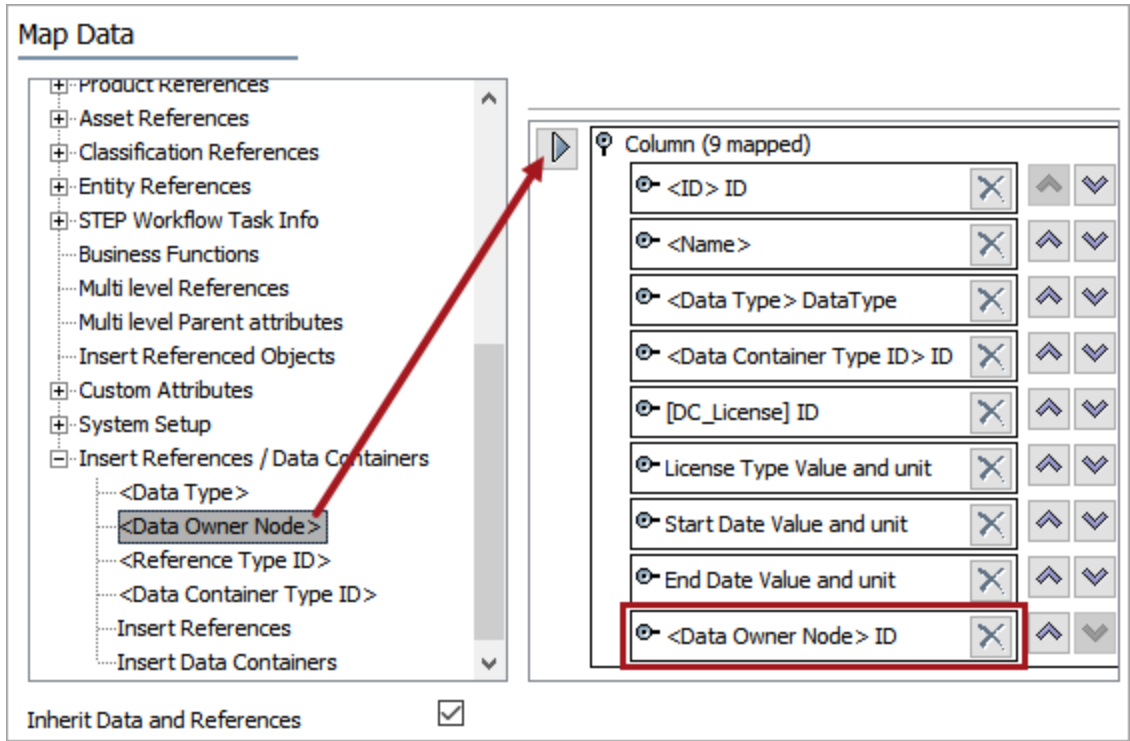 Map Data
Product References
Asset References
Classification References
Entity References
STEP Workflow Task Info
Business Functions
Multi level References
Multi level Parent attributes
Insert Referenced Objects
Custom Attributes
System Setup
Insert References / Data Containers
<Data Type>
<Data Owner Node>
<Reference Type ID>
<Data Container Type ID>
Insert References
Insert Data Containers
Inherit Data and References
Column (9 mapped)
<ID> ID
<Name>
<Data Type> DataType
<Data Container Type ID> ID
[DC_License] ID
License Type Value and unit
Start Date Value and unit
End Date Value and unit
<Data Owner Node> ID